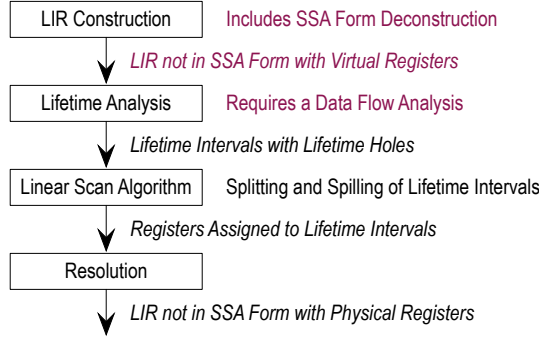 LIR Construction Includes SSA Form Deconstruction
LIR not in SSA Form with Virtual Registers
Lifetime Analysis Requires a Data Flow Analysis
Lifetime Intervals with Lifetime Holes
Linear Scan Algorithm Splitting and Spilling of Lifetime Intervals
Registers Assigned to Lifetime Intervals
Resolution
LIR not in SSA Form with Physical Registers